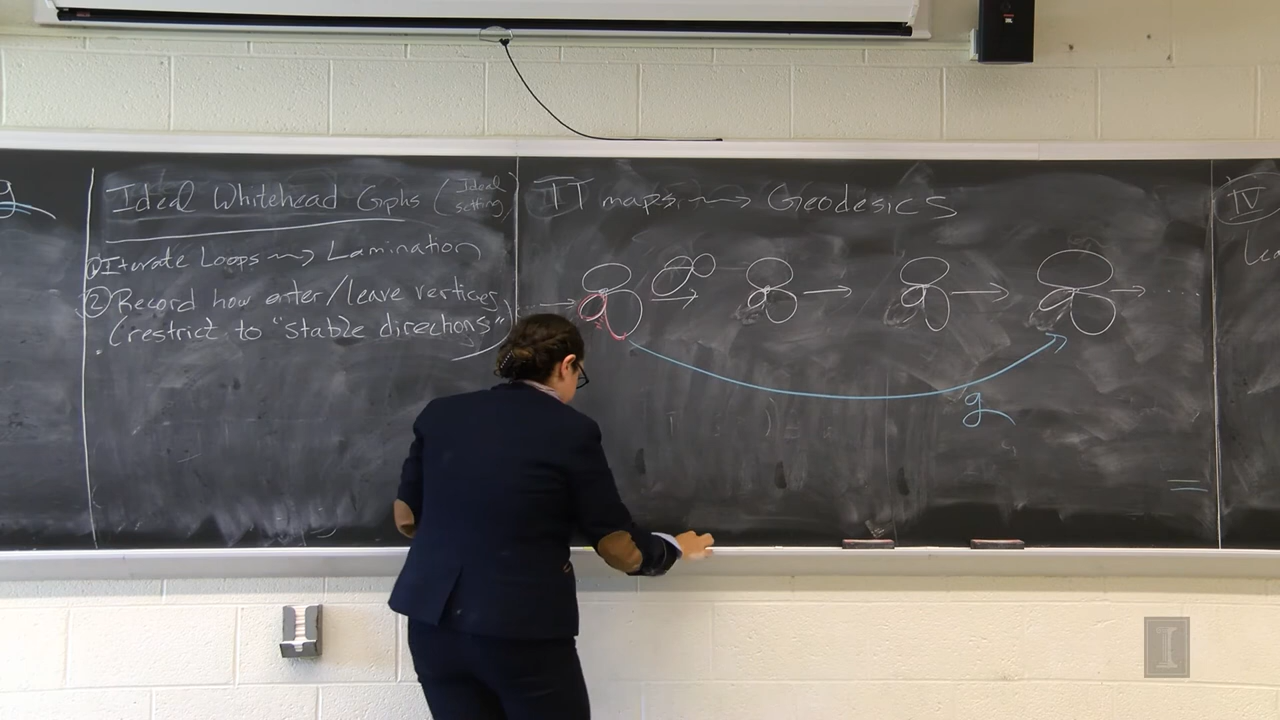 g
Ideal Whitehead Gphs (Ideal setting)
① Iterate Loops ⇝ Lamination
② Record how enter/leave vertices
(restrict to "stable directions")
TT maps ⇝ Geodesics
g
IV
I